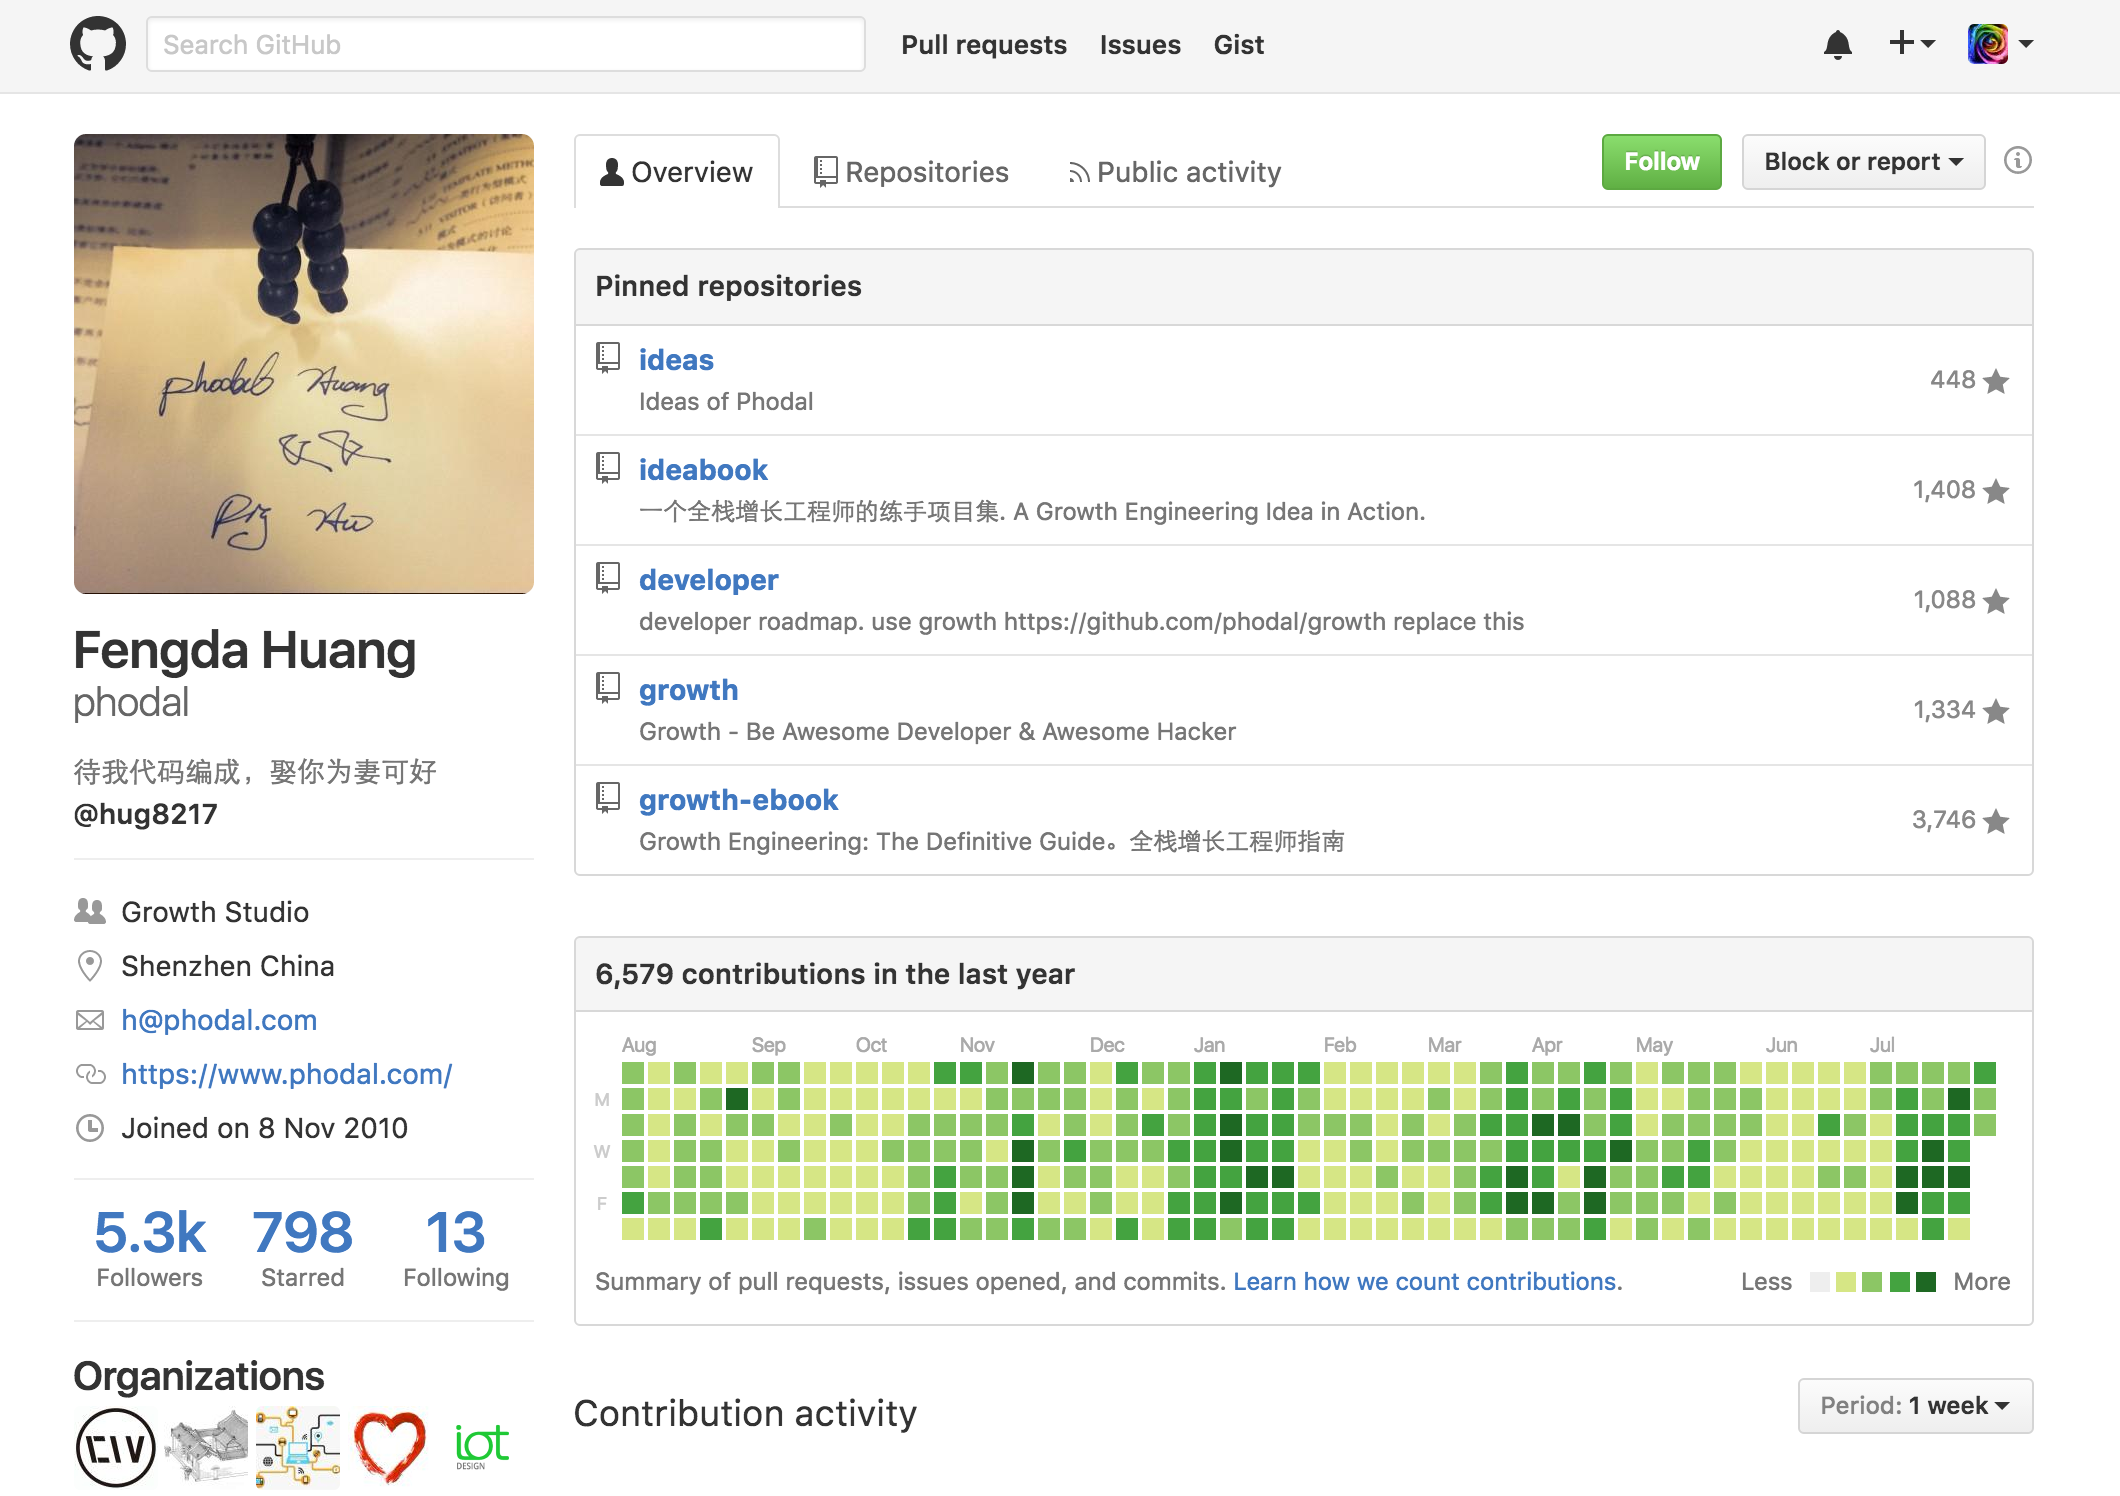 Search GitHub
Pull requests
Issues
Gist
phodal Huang
Fengda Huang
phodal
待我代码编成，娶你为妻可好
@hug8217
Growth Studio
Shenzhen China
h@phodal.com
https://www.phodal.com/
Joined on 8 Nov 2010
5.3k
798
13
Followers
Starred
Following
Organizations
iot
DESIGN
Overview
Repositories
Public activity
Follow
Block or report
Pinned repositories
ideas
Ideas of Phodal
448
ideabook
一个全栈增长工程师的练手项目集. A Growth Engineering Idea in Action.
1,408
developer
developer roadmap. use growth https://github.com/phodal/growth replace this
1,088
growth
Growth - Be Awesome Developer & Awesome Hacker
1,334
growth-ebook
Growth Engineering: The Definitive Guide。全栈增长工程师指南
3,746
6,579 contributions in the last year
Aug Sep Oct Nov Dec Jan Feb Mar Apr May Jun Jul
M
W
F
Summary of pull requests, issues opened, and commits. Learn how we count contributions.
Less More
Contribution activity
Period: 1 week